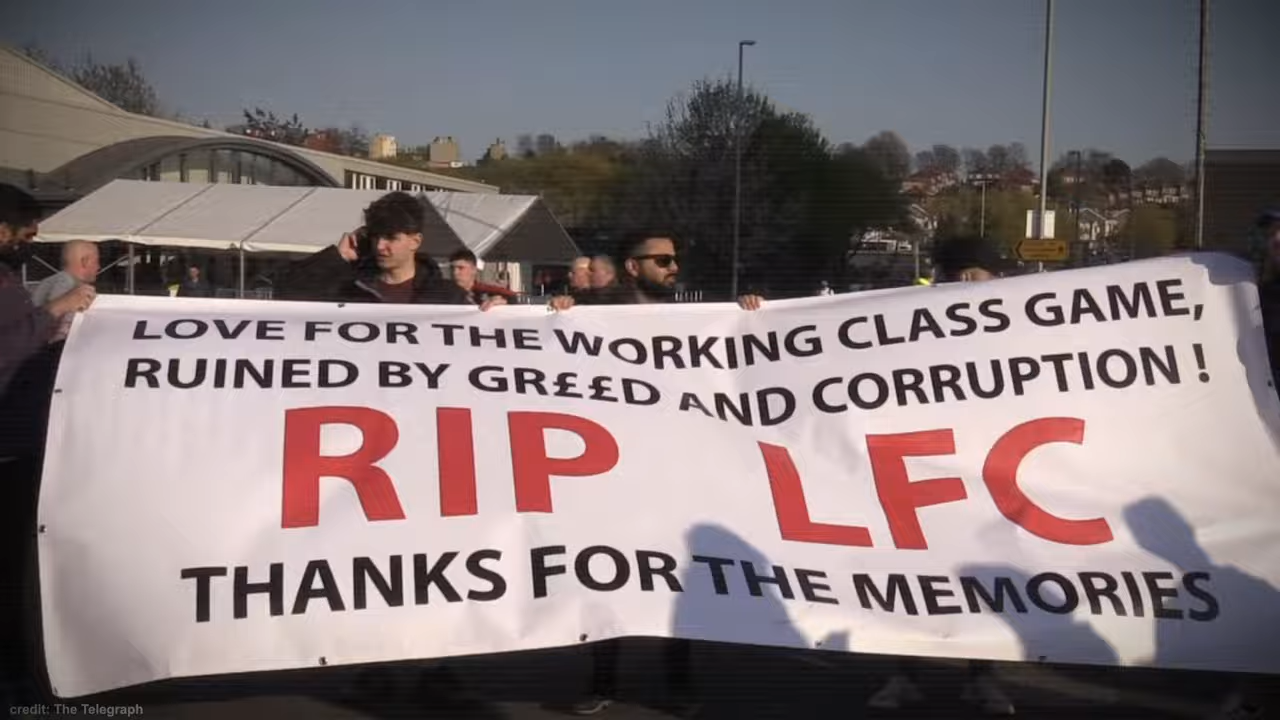 LOVE FOR THE WORKING CLASS GAME,
RUINED BY GR££D AND CORRUPTION !
RIP LFC
THANKS FOR THE MEMORIES
credit: The Telegraph